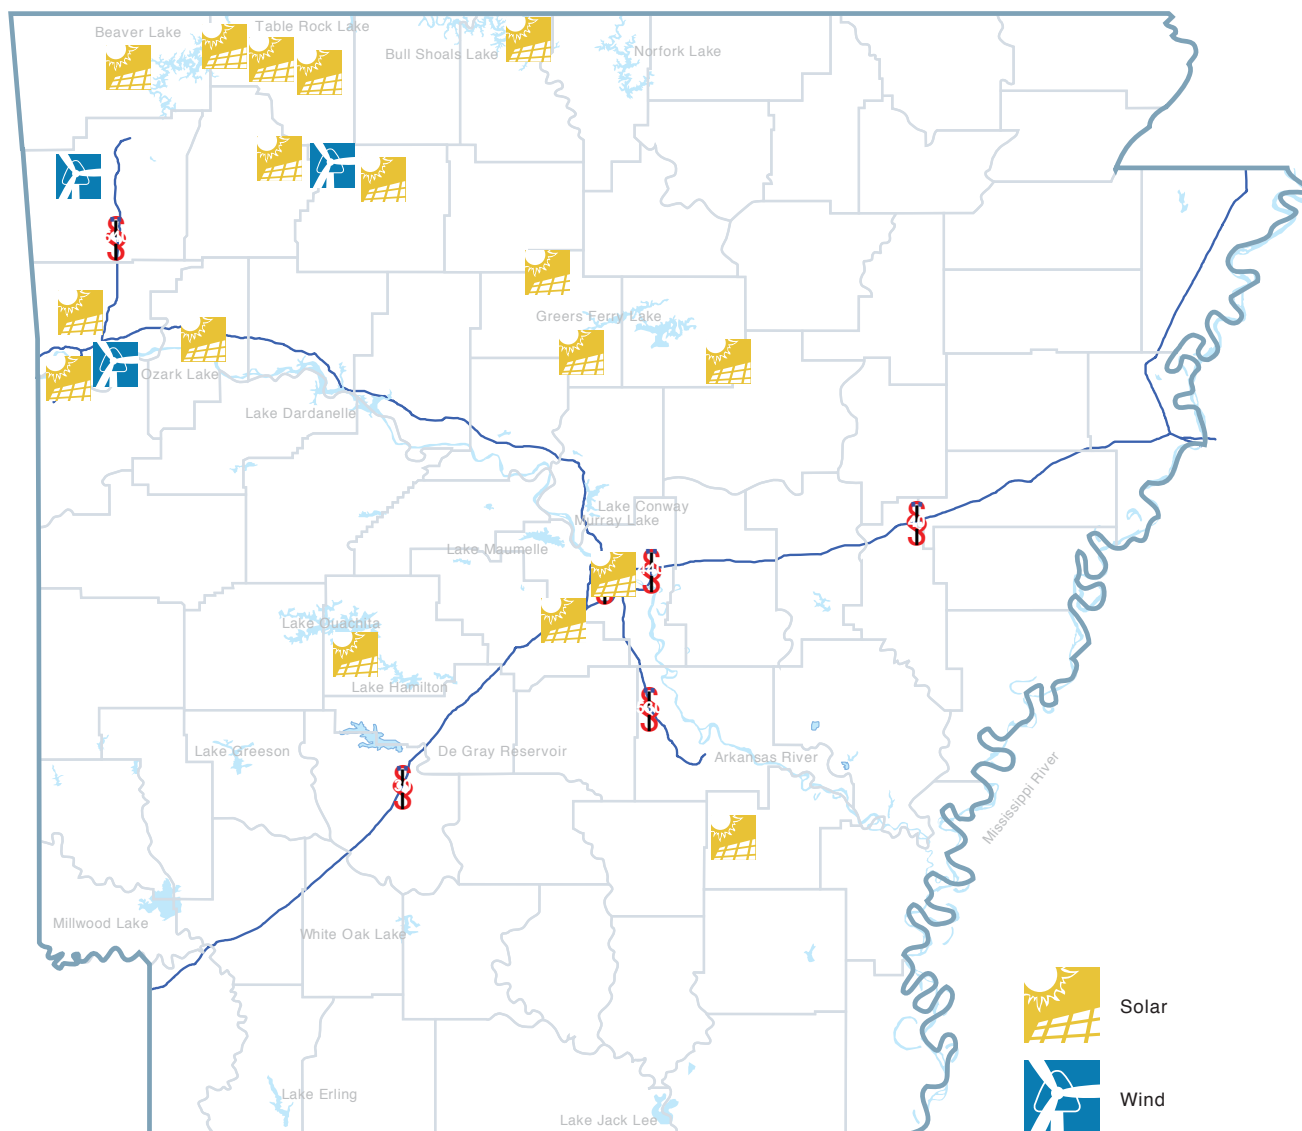 Table Rock Lake
Beaver Lake
Bull Shoals Lake
Norfork Lake
Greers Ferry Lake
Ozark Lake
Lake Dardanelle
Lake Conway
Murray Lake
Lake Maumelle
Lake Ouachita
Lake Hamilton
Lake Greeson
De Gray Reservoir
Arkansas River
Mississippi River
Millwood Lake
White Oak Lake
Solar
Lake Erling
Wind
Lake Jack Lee